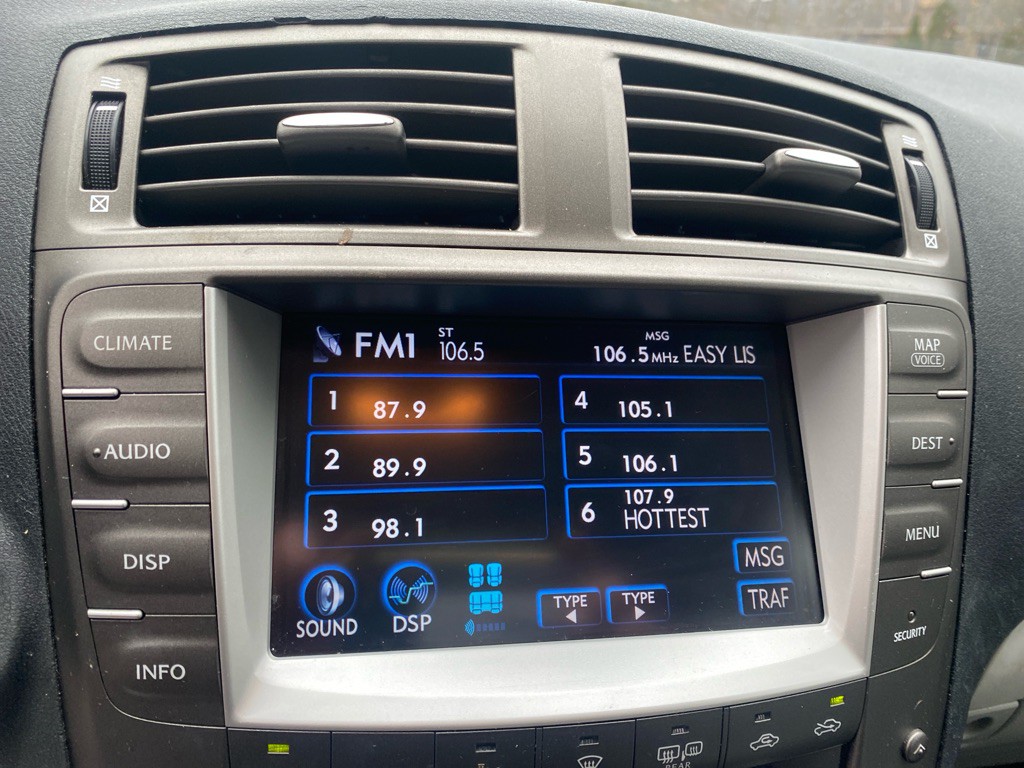 CLIMATE
AUDIO
DISP
INFO
FM1
ST
106.5
MSG
106.5MHz EASY LIS
1 87.9
2 89.9
3 98.1
4 105.1
5 106.1
6 107.9
HOTTEST
MSG
TRAF
SOUND
DSP
TYPE
TYPE
MAP
VOICE
DEST
MENU
SECURITY
REAR